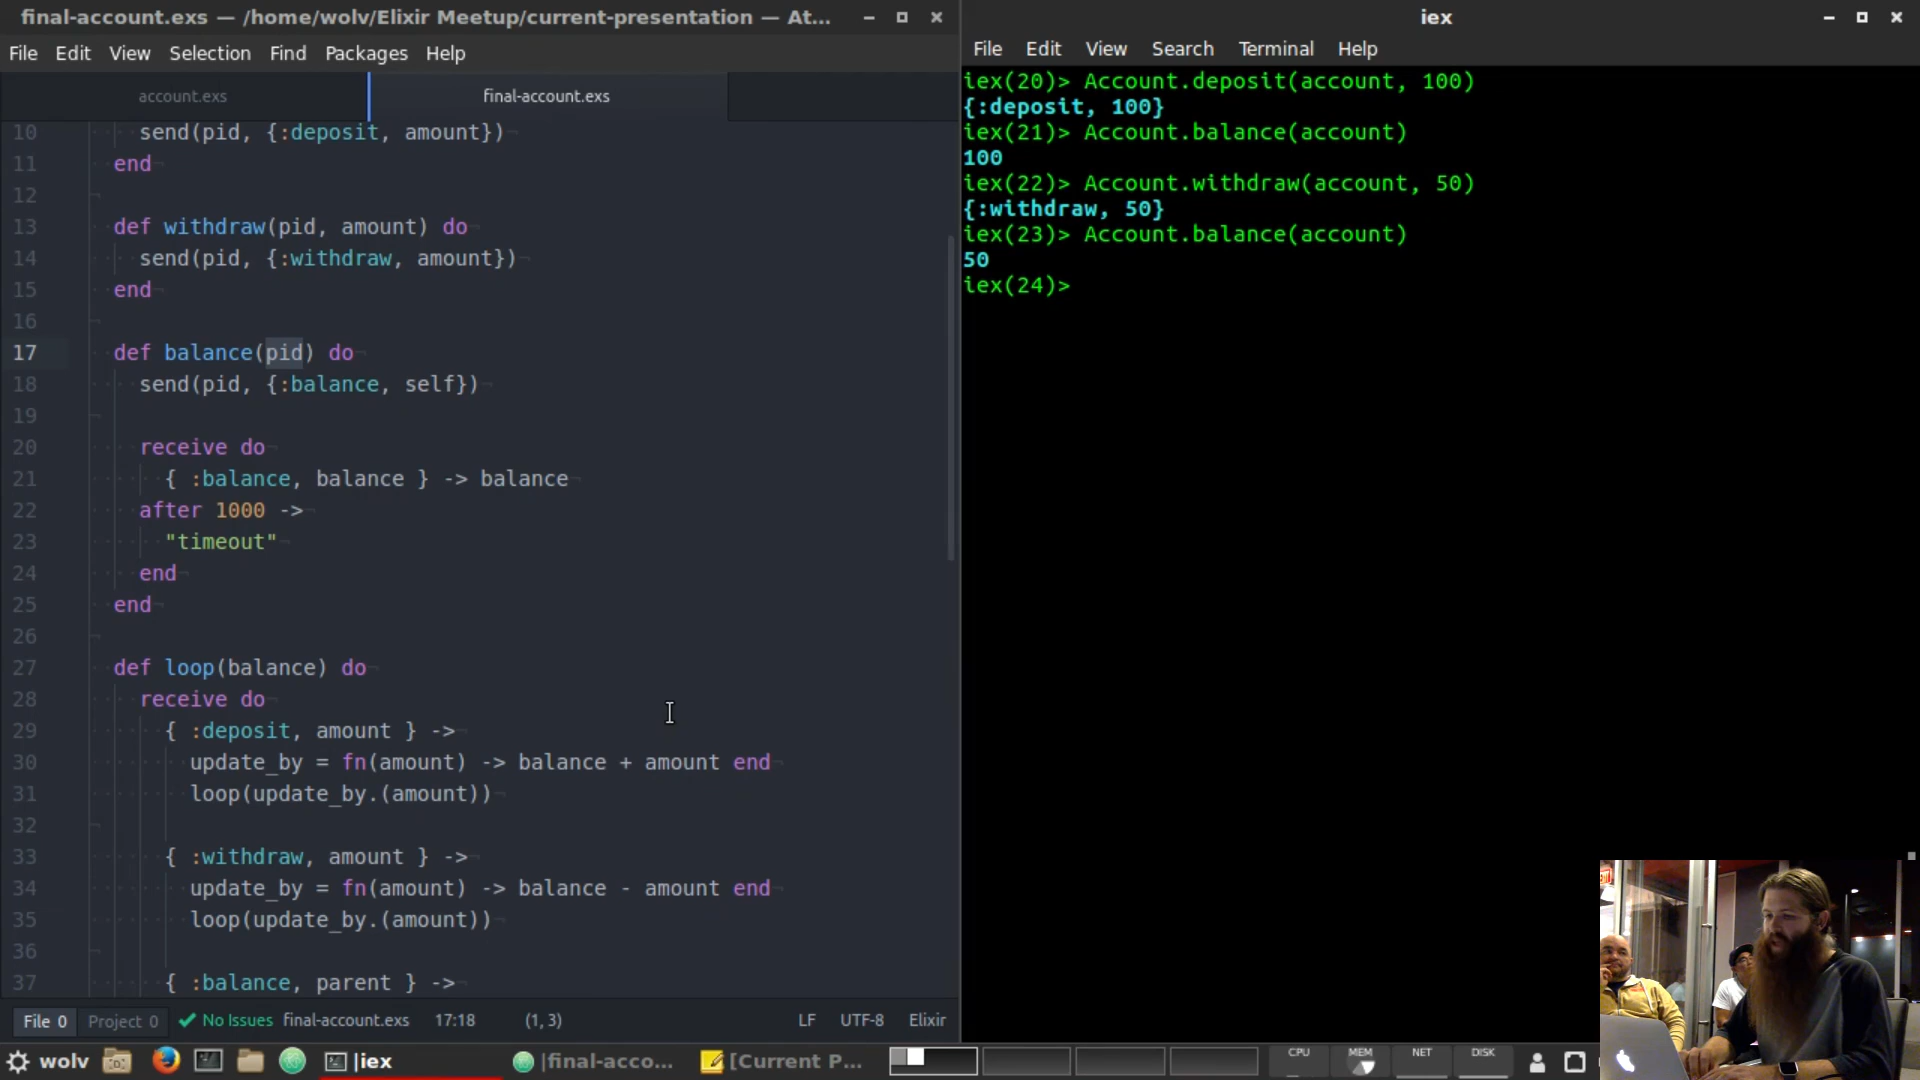 final-account.exs — /home/wolv/Elixir Meetup/current-presentation — At...
File Edit View Selection Find Packages Help
account.exs final-account.exs
10 send(pid, {:deposit, amount})
11 end
12
13 def withdraw(pid, amount) do
14 send(pid, {:withdraw, amount})
15 end
16
17 def balance(pid) do
18 send(pid, {:balance, self})
19
20 receive do
21 { :balance, balance } -> balance
22 after 1000 ->
23 "timeout"
24 end
25 end
26
27 def loop(balance) do
28 receive do
29 { :deposit, amount } ->
30 update_by = fn(amount) -> balance + amount end
31 loop(update_by.(amount))
32
33 { :withdraw, amount } ->
34 update_by = fn(amount) -> balance - amount end
35 loop(update_by.(amount))
36
37 { :balance, parent } ->
File 0 Project 0 No Issues final-account.exs 17:18 (1, 3) LF UTF-8 Elixir
iex
File Edit View Search Terminal Help
iex(20)> Account.deposit(account, 100)
{:deposit, 100}
iex(21)> Account.balance(account)
100
iex(22)> Account.withdraw(account, 50)
{:withdraw, 50}
iex(23)> Account.balance(account)
50
iex(24)>
wolv |iex |final-acco... [Current P... CPU MEM NET DISK